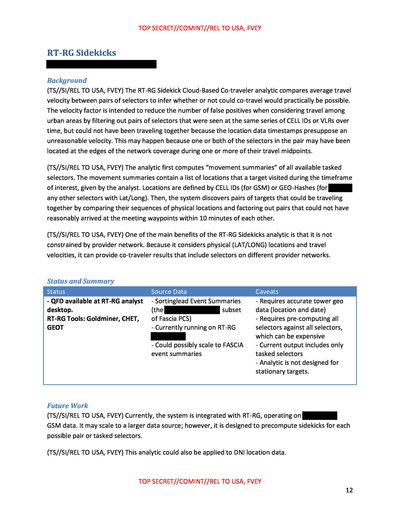 TOP SECRET//COMINT//REL TO USA, FVEY
RT-RG Sidekicks
Background
(TS//SI//REL TO USA, FVEY) The RT-RG Sidekick Cloud-Based Co-traveler analytic compares average travel
velocity between pairs of selectors to infer whether or not could co-travel would practically be possible.
The velocity factor is intended to reduce the number of false positives when considering travel among
urban areas by filtering out pairs of selectors that were seen at the same series of CELL IDs or VLRs over
time, but could not have been traveling together because the location data timestamps presuppose an
unreasonable velocity. This may happen because one or both of the selectors in the pair may have been
located at the edges of the network coverage during one or more of their travel midpoints.
(TS//SI//REL TO USA, FVEY) The analytic first computes "movement summaries" of all available tasked
selectors. The movement summaries contain a list of locations that a target visited during the timeframe
of interest, given by the analyst. Locations are defined by CELL IDs (for GSM) or GEO-Hashes (for
any other selectors with Lat/Long). Then, the system discovers pairs of targets that could be traveling
together by comparing their sequences of physical locations and factoring out pairs that could not have
reasonably arrived at the meeting waypoints within 10 minutes of each other.
(TS//SI//REL TO USA, FVEY) One of the main benefits of the RT-RG Sidekicks analytic is that it is not
constrained by provider network. Because it considers physical (LAT/LONG) locations and travel
velocities, it can provide co-traveler results that include selectors on different provider networks.
Status and Summary
Status
- QFD available at RT-RG analyst
desktop.
RT-RG Tools: Goldminer, CHET,
GEOT
Source Data
- Sortinglead Event Summaries
(the subset
of Fascia PCS)
- Currently running on RT-RG
- Could possibly scale to FASCIA
event summaries
Caveats
- Requires accurate tower geo
data (location and date)
- Requires pre-computing all
selectors against all selectors,
which can be expensive
- Current output includes only
tasked selectors
- Analytic is not designed for
stationary targets.
Future Work
(TS//SI//REL TO USA, FVEY) Currently, the system is integrated with RT-RG, operating on
GSM data. It may scale to a larger data source; however, it is designed to precompute sidekicks for each
possible pair or tasked selectors.
(TS//SI//REL TO USA, FVEY) This analytic could also be applied to DNI location data.
TOP SECRET//COMINT//REL TO USA, FVEY
12